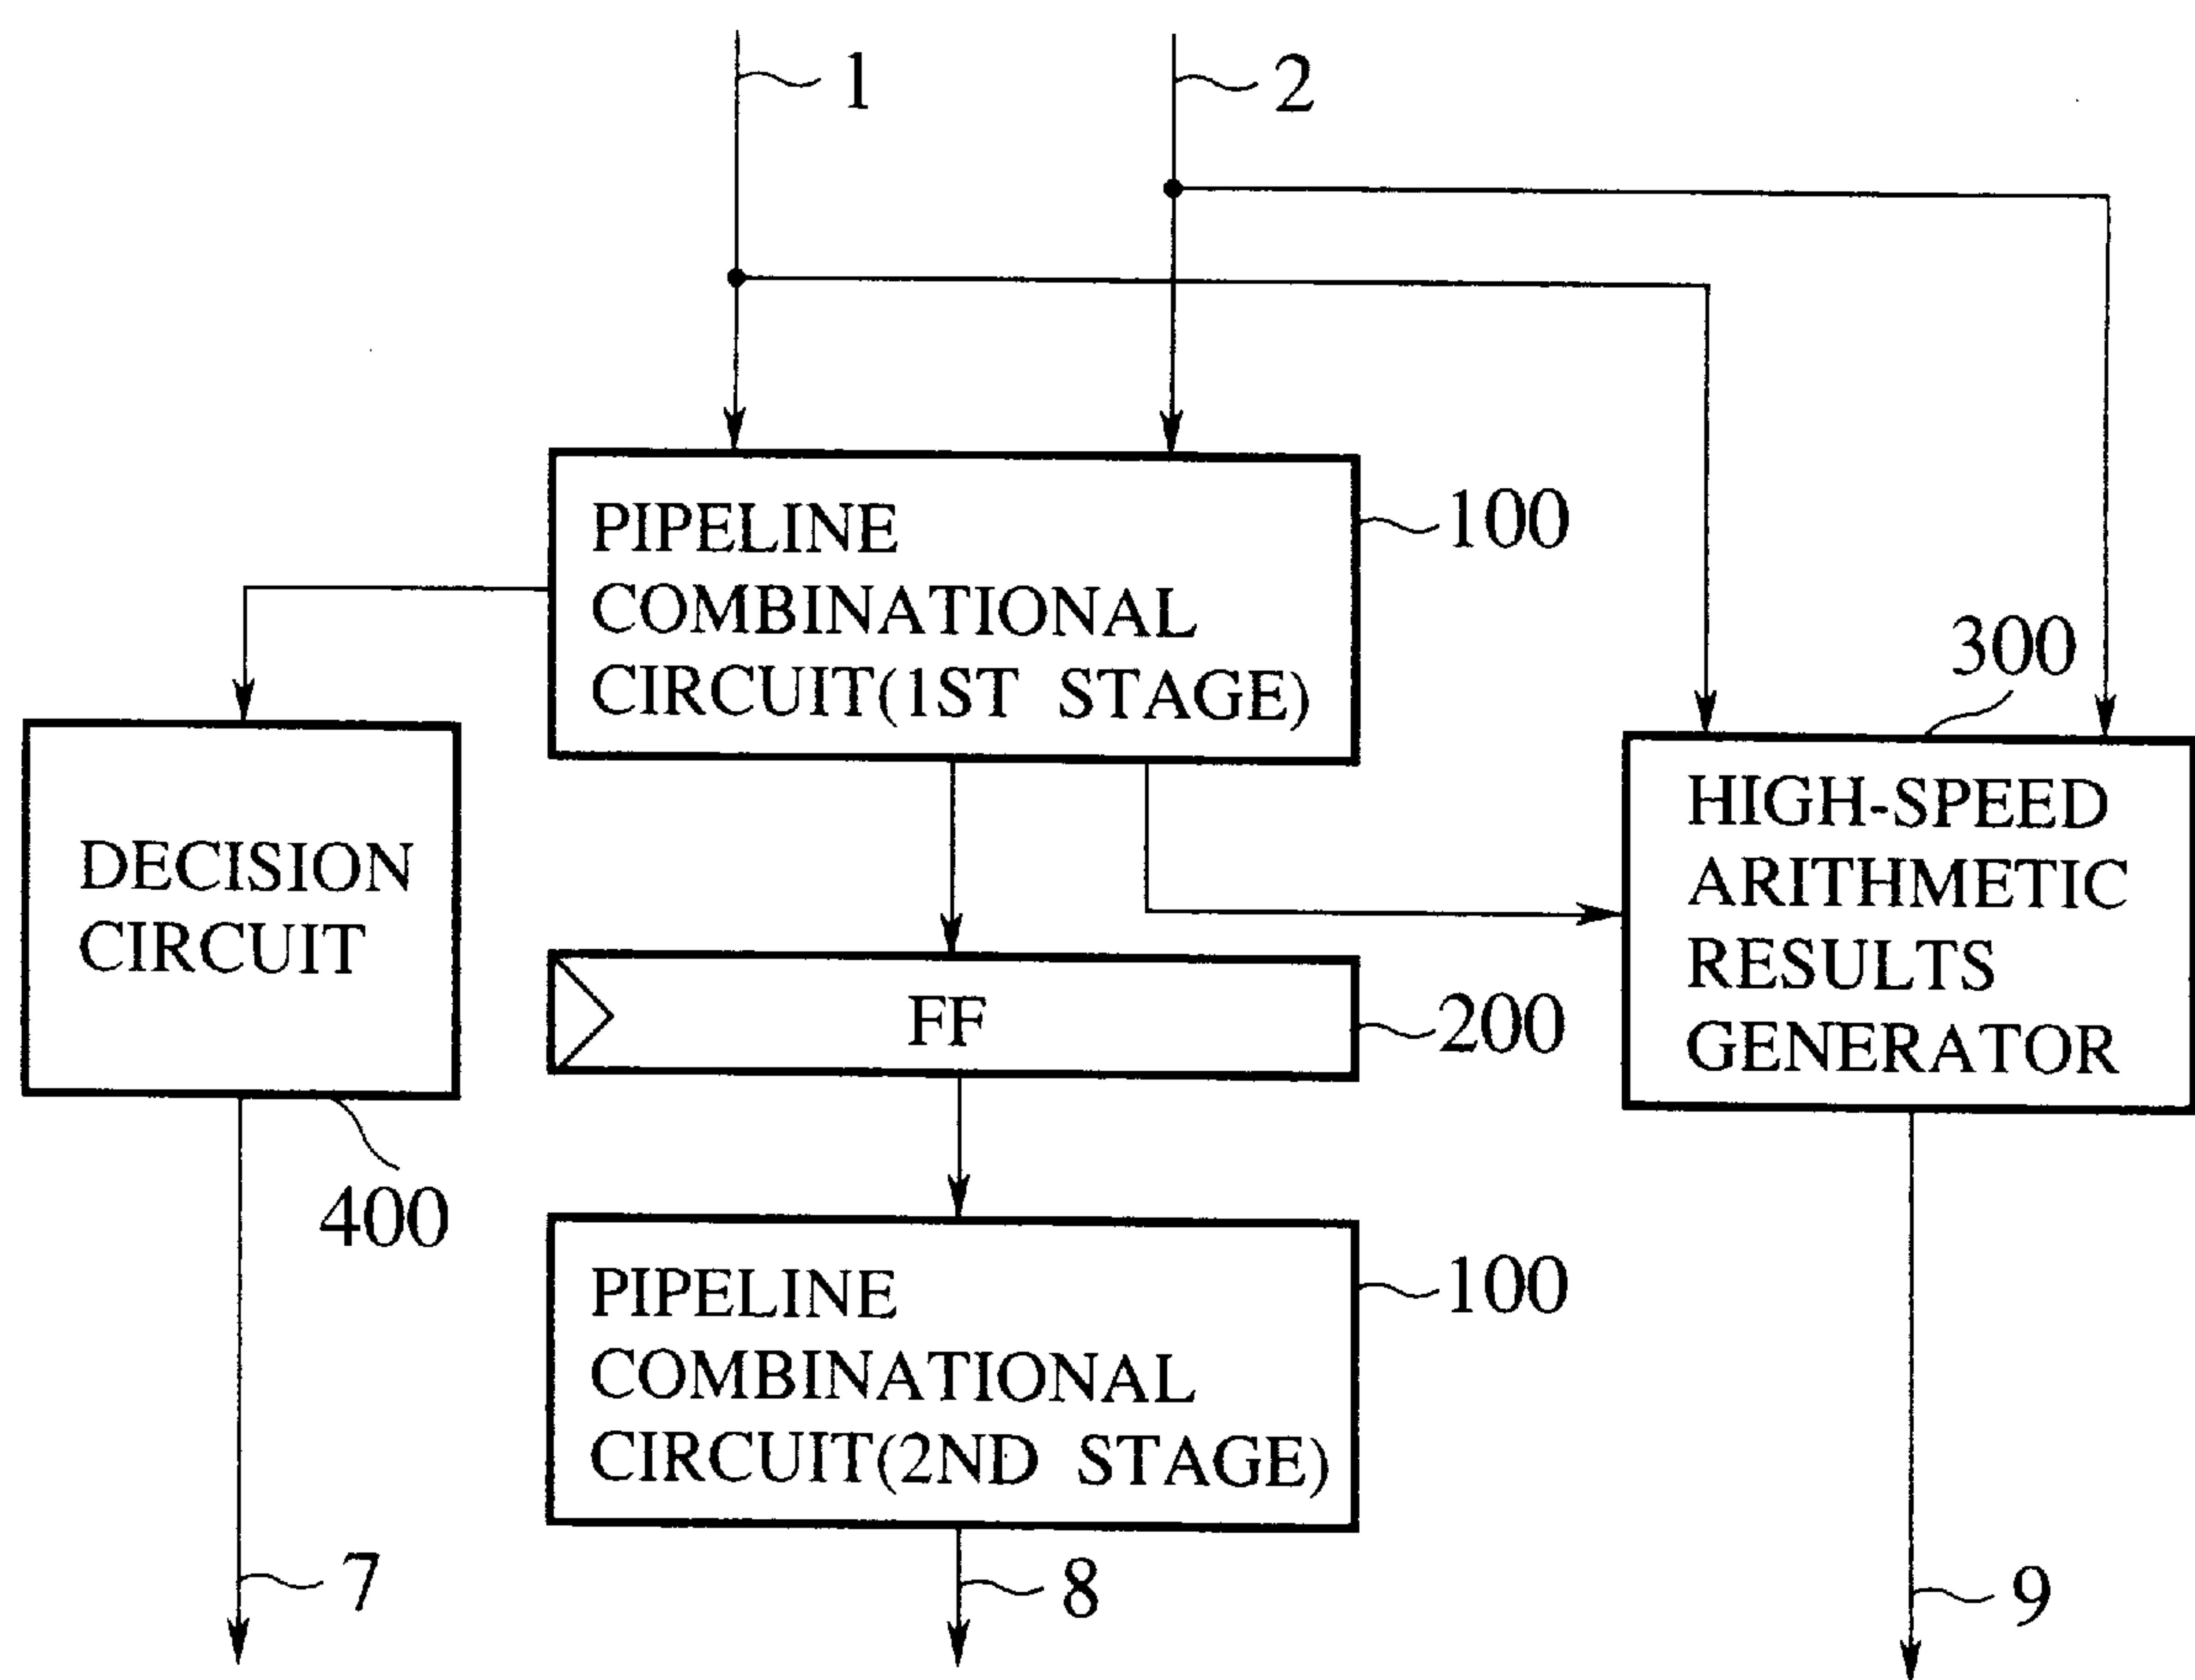 1
2
PIPELINE
COMBINATIONAL
CIRCUIT(1ST STAGE)
100
300
DECISION
CIRCUIT
HIGH-SPEED
ARITHMETIC
RESULTS
GENERATOR
FF
200
400
PIPELINE
COMBINATIONAL
CIRCUIT(2ND STAGE)
100
7
8
9